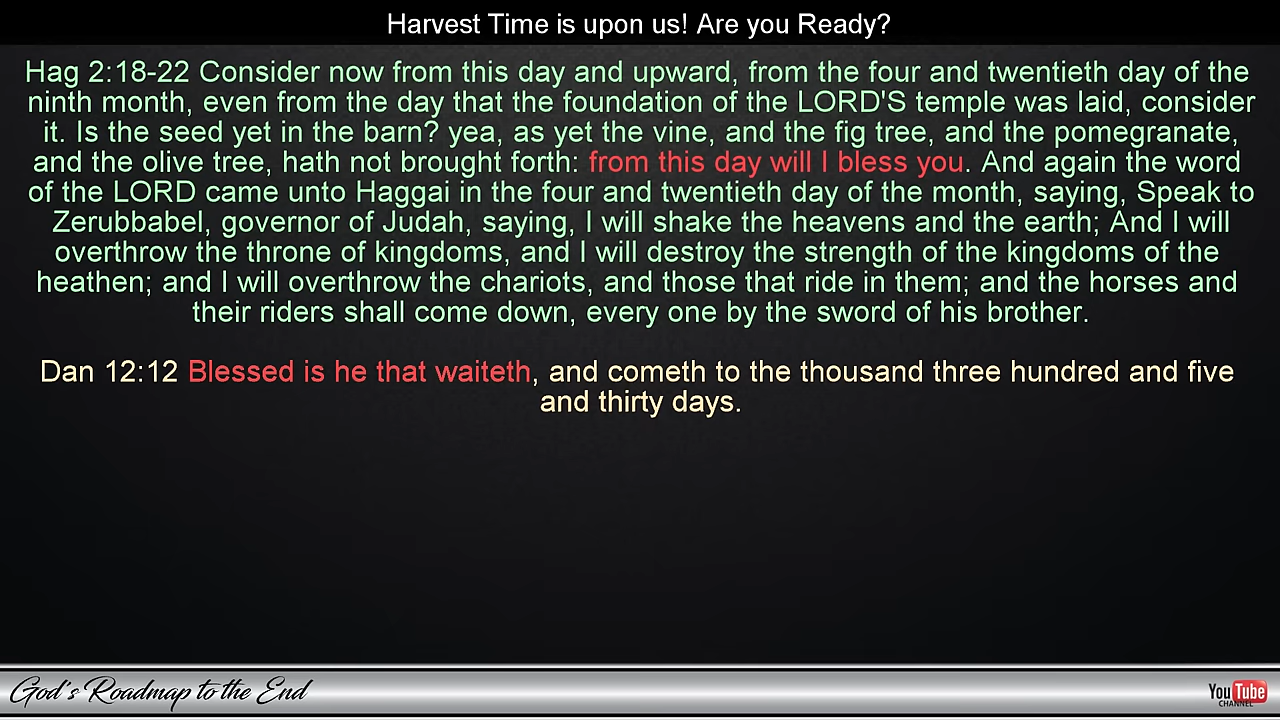 Harvest Time is upon us! Are you Ready?
Hag 2:18-22 Consider now from this day and upward, from the four and twentieth day of the
ninth month, even from the day that the foundation of the LORD'S temple was laid, consider
it. Is the seed yet in the barn? yea, as yet the vine, and the fig tree, and the pomegranate,
and the olive tree, hath not brought forth: from this day will I bless you. And again the word
of the LORD came unto Haggai in the four and twentieth day of the month, saying, Speak to
Zerubbabel, governor of Judah, saying, I will shake the heavens and the earth; And I will
overthrow the throne of kingdoms, and I will destroy the strength of the kingdoms of the
heathen; and I will overthrow the chariots, and those that ride in them; and the horses and
their riders shall come down, every one by the sword of his brother.
Dan 12:12 Blessed is he that waiteth, and cometh to the thousand three hundred and five
and thirty days.
God's Roadmap to the End
YouTube
CHANNEL